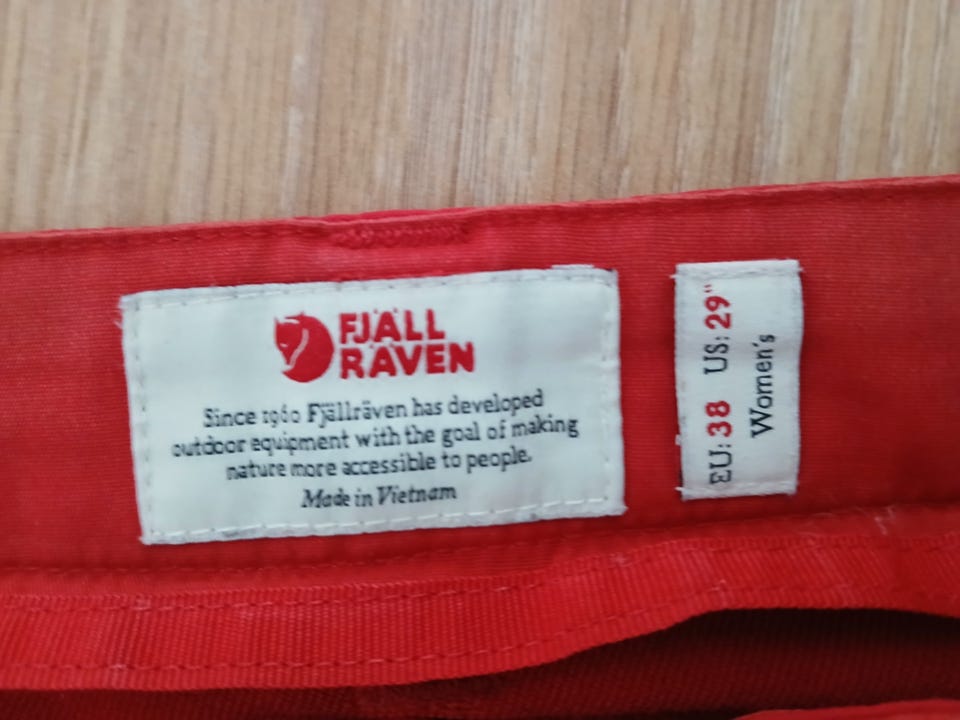 FJÄLL
RÄVEN
Since 1960 Fjällräven has developed
outdoor equipment with the goal of making
nature more accessible to people.
Made in Vietnam
EU: 38 US: 29"
Women's